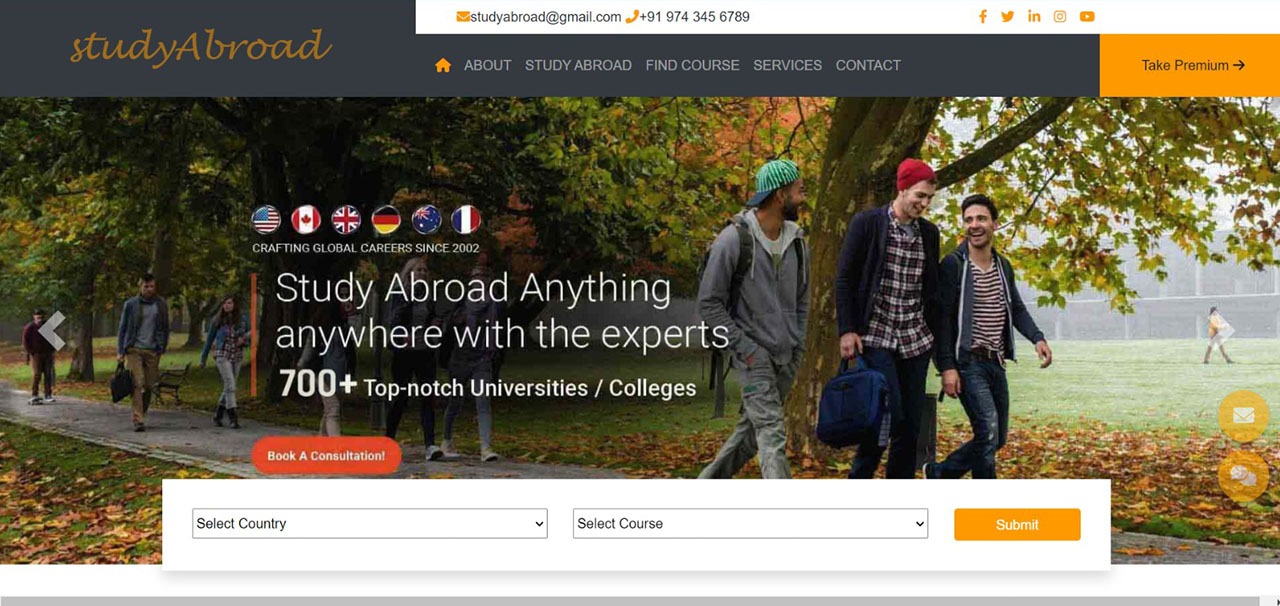 studyAbroad
studyabroad@gmail.com +91 974 345 6789
ABOUT STUDY ABROAD FIND COURSE SERVICES CONTACT
Take Premium
CRAFTING GLOBAL CAREERS SINCE 2002
Study Abroad Anything
anywhere with the experts
700+ Top-notch Universities / Colleges
Book A Consultation!
Select Country Select Course Submit